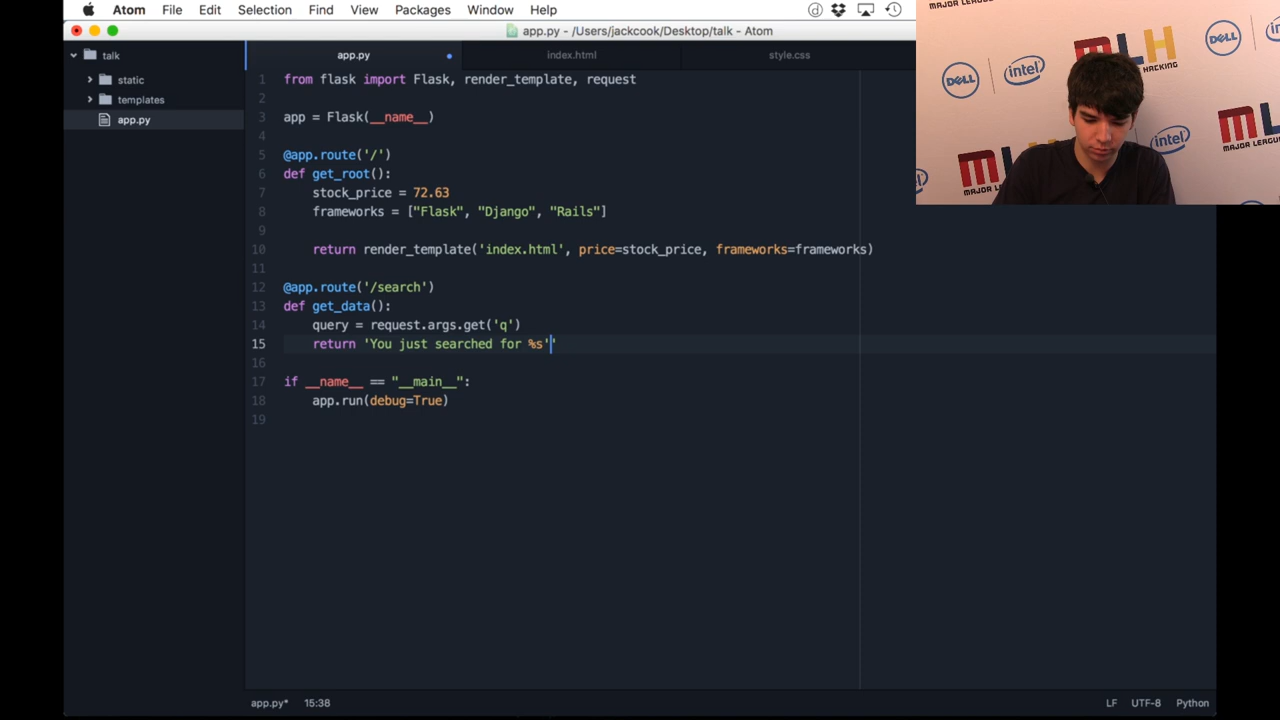 Atom File Edit Selection Find View Packages Window Help
app.py - /Users/jackcook/Desktop/talk - Atom
talk
static
templates
app.py
app.py index.html style.css
1 from flask import Flask, render_template, request
2
3 app = Flask(__name__)
4
5 @app.route('/')
6 def get_root():
7 stock_price = 72.63
8 frameworks = ["Flask", "Django", "Rails"]
9
10 return render_template('index.html', price=stock_price, frameworks=frameworks)
11
12 @app.route('/search')
13 def get_data():
14 query = request.args.get('q')
15 return 'You just searched for %s''
16
17 if __name__ == "__main__":
18 app.run(debug=True)
19
app.py* 15:38 LF UTF-8 Python
MAJOR LEAGUE
DELL
intel
MLH
HACKING
DELL
intel
MAJOR LEAGUE